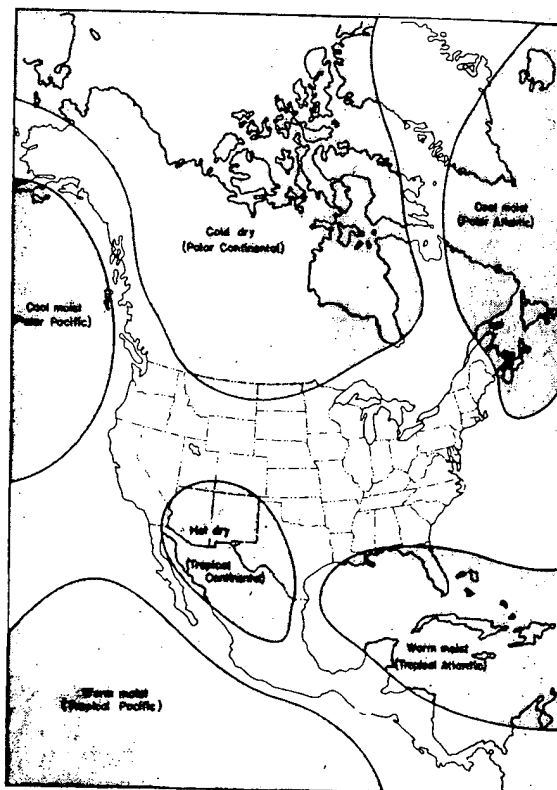 Cool moist
(Polar Atlantic)
Cold dry
(Polar Continental)
Cool moist
(Polar Pacific)
Hot dry
(Tropical
Continental)
Warm moist
(Tropical Atlantic)
Warm moist
(Tropical Pacific)